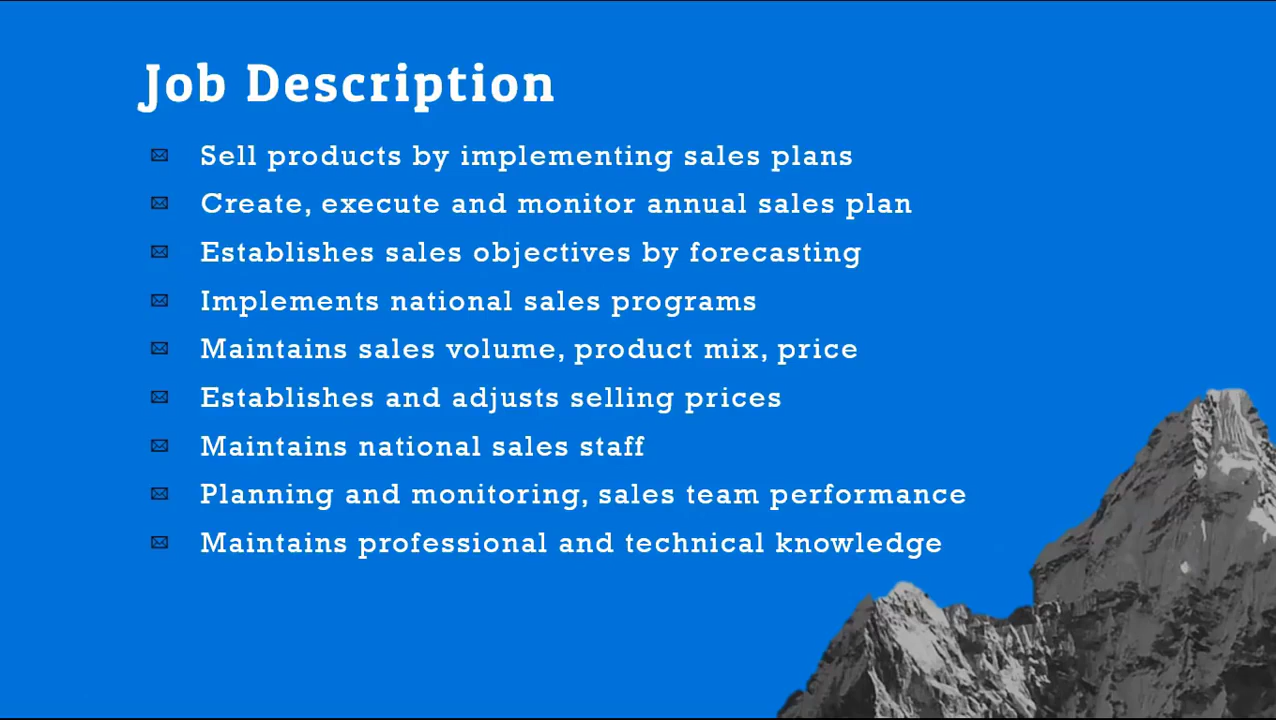 Job Description
Sell products by implementing sales plans
Create, execute and monitor annual sales plan
Establishes sales objectives by forecasting
Implements national sales programs
Maintains sales volume, product mix, price
Establishes and adjusts selling prices
Maintains national sales staff
Planning and monitoring, sales team performance
Maintains professional and technical knowledge